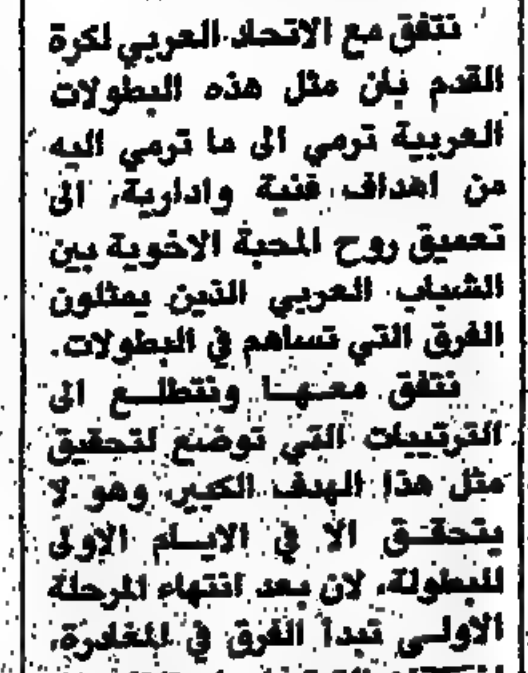 نتفق مع الاتحاد العربي لكرة
القدم بأن مثل هذه البطولات
العربية ترمي الى ما ترمي اليه
من اهداف فنية وادارية، الى
تعميق روح المحبة الاخوية بين
الشباب العربي الذين يمثلون
الفرق التي تساهم في البطولات.
نتفق معها ونتطلع الى
الترتيبات التي توضع لتحقيق
مثل هذا الهدف الكبير وهو لا
يتحقق الا في الايام الاولى
للبطولة، لان بعد انتهاء المرحلة
الاولى تبدأ الفرق في المغادرة،